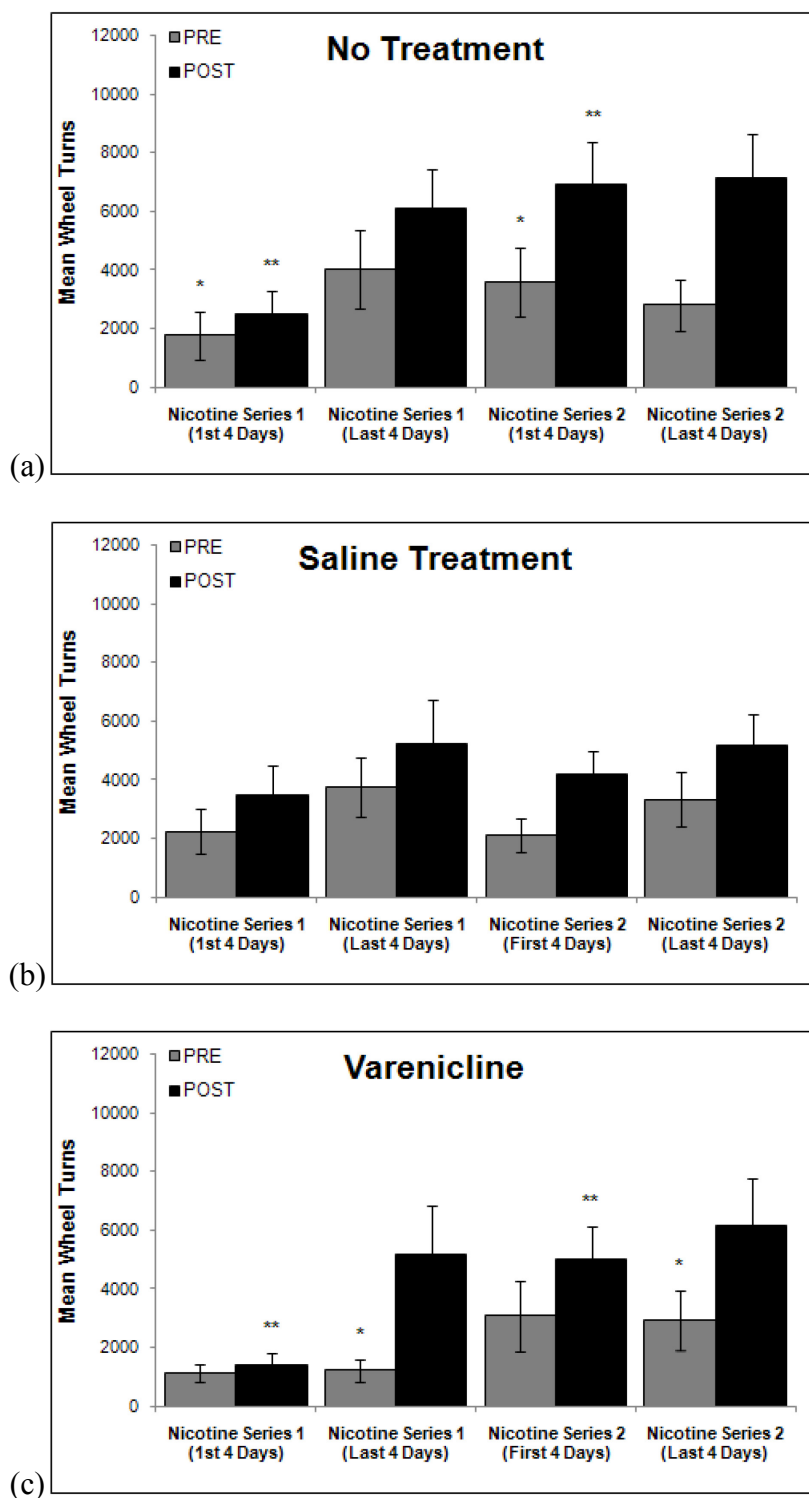 No Treatment
PRE
POST
Mean Wheel Turns
12000
10000
8000
6000
4000
2000
0
*
**
*
**
Nicotine Series 1
(1st 4 Days)
Nicotine Series 1
(Last 4 Days)
Nicotine Series 2
(1st 4 Days)
Nicotine Series 2
(Last 4 Days)
(a)
Saline Treatment
PRE
POST
Mean Wheel Turns
12000
10000
8000
6000
4000
2000
0
Nicotine Series 1
(1st 4 Days)
Nicotine Series 1
(Last 4 Days)
Nicotine Series 2
(First 4 Days)
Nicotine Series 2
(Last 4 Days)
(b)
Varenicline
PRE
POST
Mean Wheel Turns
12000
10000
8000
6000
4000
2000
0
**
*
**
*
Nicotine Series 1
(1st 4 Days)
Nicotine Series 1
(Last 4 Days)
Nicotine Series 2
(First 4 Days)
Nicotine Series 2
(Last 4 Days)
(c)